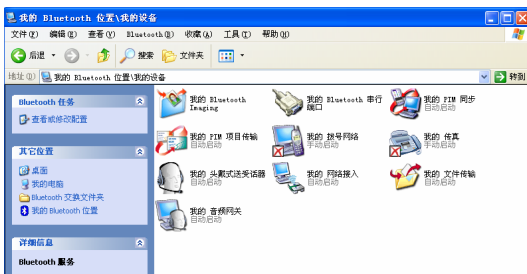 我的 Bluetooth 位置\我的设备
文件(F) 编辑(E) 查看(V) Bluetooth(B) 收藏(A) 工具(T) 帮助(H)
后退 搜索 文件夹
地址(D) 我的 Bluetooth 位置\我的设备 转到
Bluetooth 任务
查看或修改配置
其它位置
桌面
我的电脑
Bluetooth 交换文件夹
我的 Bluetooth 位置
详细信息
Bluetooth 服务
我的 Bluetooth
Imaging
我的 Bluetooth 串行
端口
我的 PIM 同步
自动启动
我的 PIM 项目传输
自动启动
我的 拨号网络
手动启动
我的 传真
手动启动
我的 头戴式送受话器
自动启动
我的 网络接入
自动启动
我的 文件传输
自动启动
我的 音频网关
自动启动